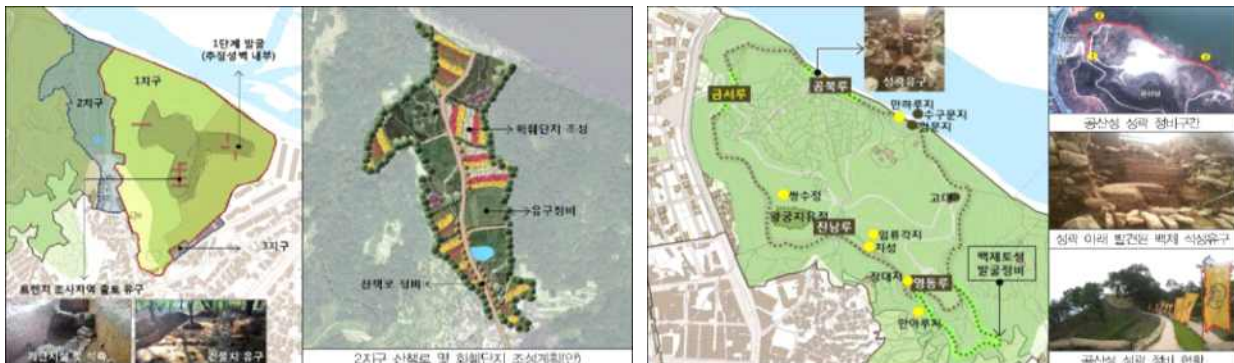 1단계 발굴
(추정성벽 내부)
1지구
2지구
3지구
트렌치 조사지역 출토 유구
건물지 유구
화훼단지 조성
유구정비
산책로 정비
2지구 산책로 및 화훼단지 조성계획(안)
금서루
공북루
성락유구
만하루지
수구문지
암문지
쌍수정
왕궁지유적
진남루
고대
임류각지
지성
장대지
영동루
만아루지
백제토성
발굴정비
공산성 성락 정비구간
성락 아래 발견된 백제 석성유구
공산성 성락 정비 현황